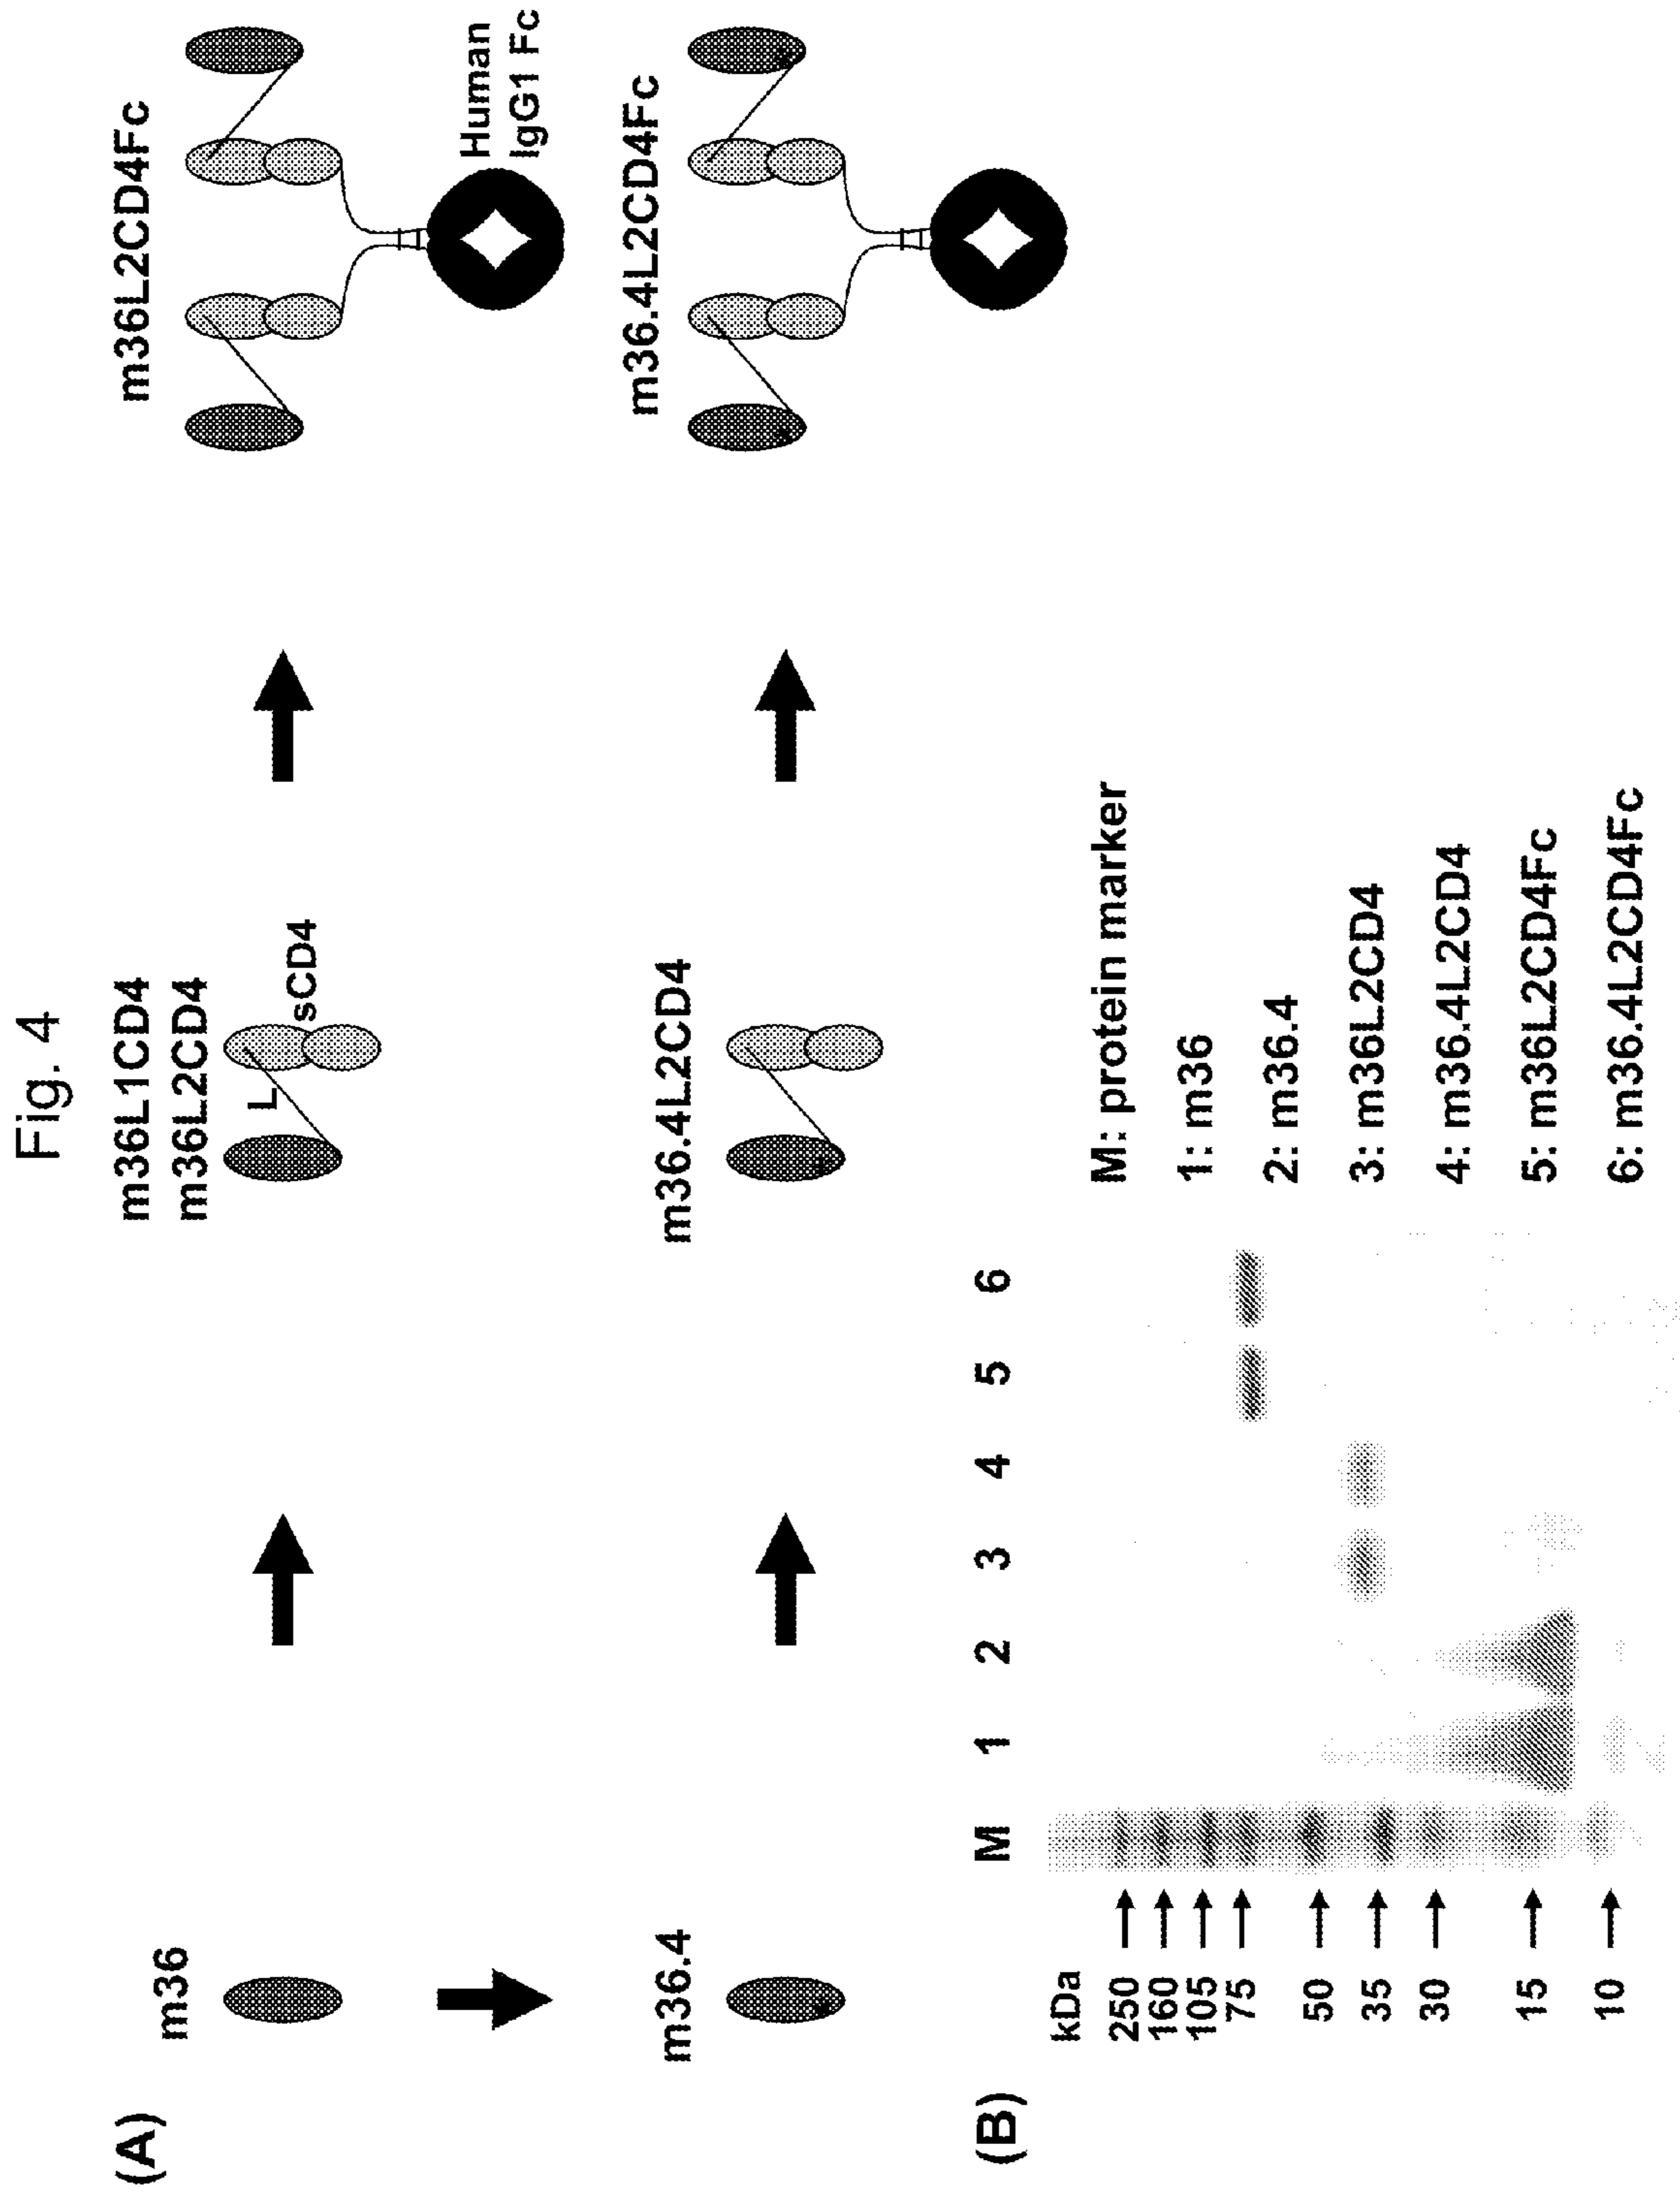 Fig. 4
(A)
m36
m36L1CD4
m36L2CD4
L
sCD4
m36L2CD4Fc
Human
IgG1 Fc
m36.4
m36.4L2CD4
m36.4L2CD4Fc
(B)
kDa
M 1 2 3 4 5 6
250
160
105
75
50
35
30
15
10
M: protein marker
1: m36
2: m36.4
3: m36L2CD4
4: m36.4L2CD4
5: m36L2CD4Fc
6: m36.4L2CD4Fc